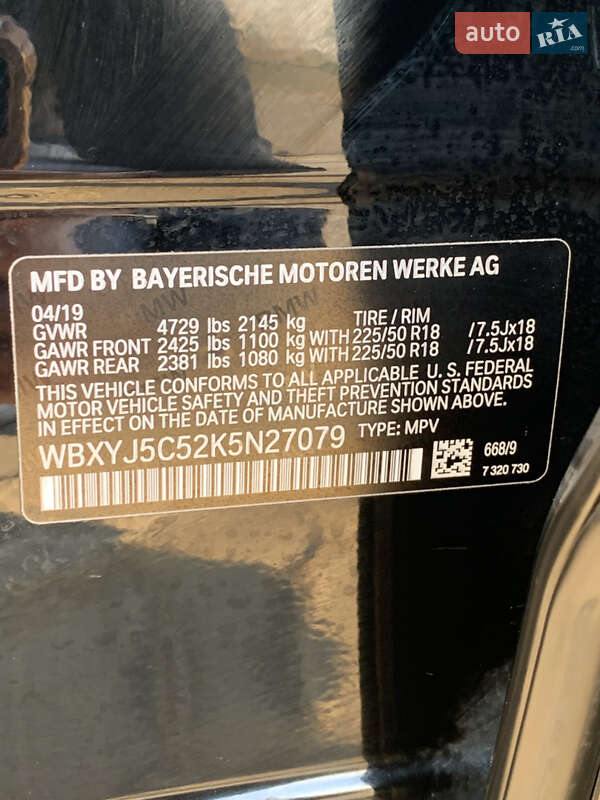 auto RIA .com
MFD BY BAYERISCHE MOTOREN WERKE AG
04/19 TIRE / RIM
GVWR 4729 lbs 2145 kg
GAWR FRONT 2425 lbs 1100 kg WITH 225/50 R18 /7.5Jx18
GAWR REAR 2381 lbs 1080 kg WITH 225/50 R18 /7.5Jx18
THIS VEHICLE CONFORMS TO ALL APPLICABLE U. S. FEDERAL
MOTOR VEHICLE SAFETY AND THEFT PREVENTION STANDARDS
IN EFFECT ON THE DATE OF MANUFACTURE SHOWN ABOVE.
WBXYJ5C52K5N27079 TYPE: MPV
668/9
7 320 730